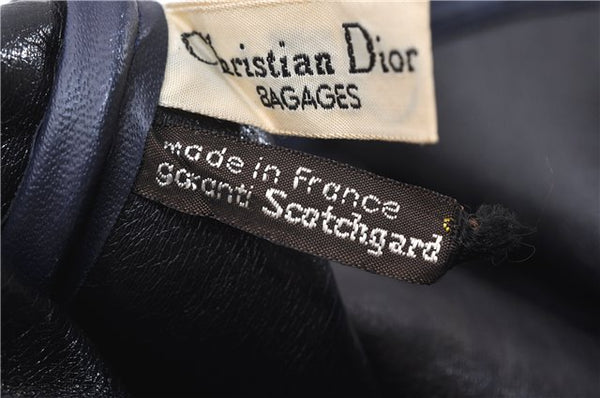 Christian Dior
BAGAGES
made in France
garanti Scotchgard